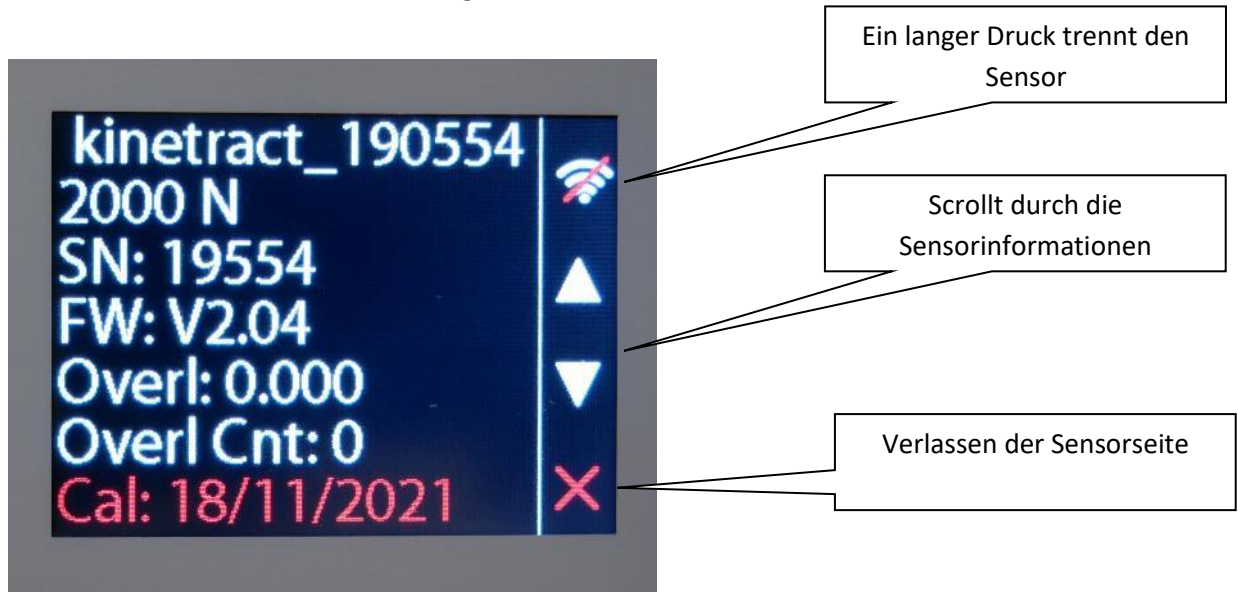 kinetract_190554
2000 N
SN: 19554
FW: V2.04
Overl: 0.000
Overl Cnt: 0
Cal: 18/11/2021
Ein langer Druck trennt den
Sensor
Scrollt durch die
Sensorinformationen
Verlassen der Sensorseite